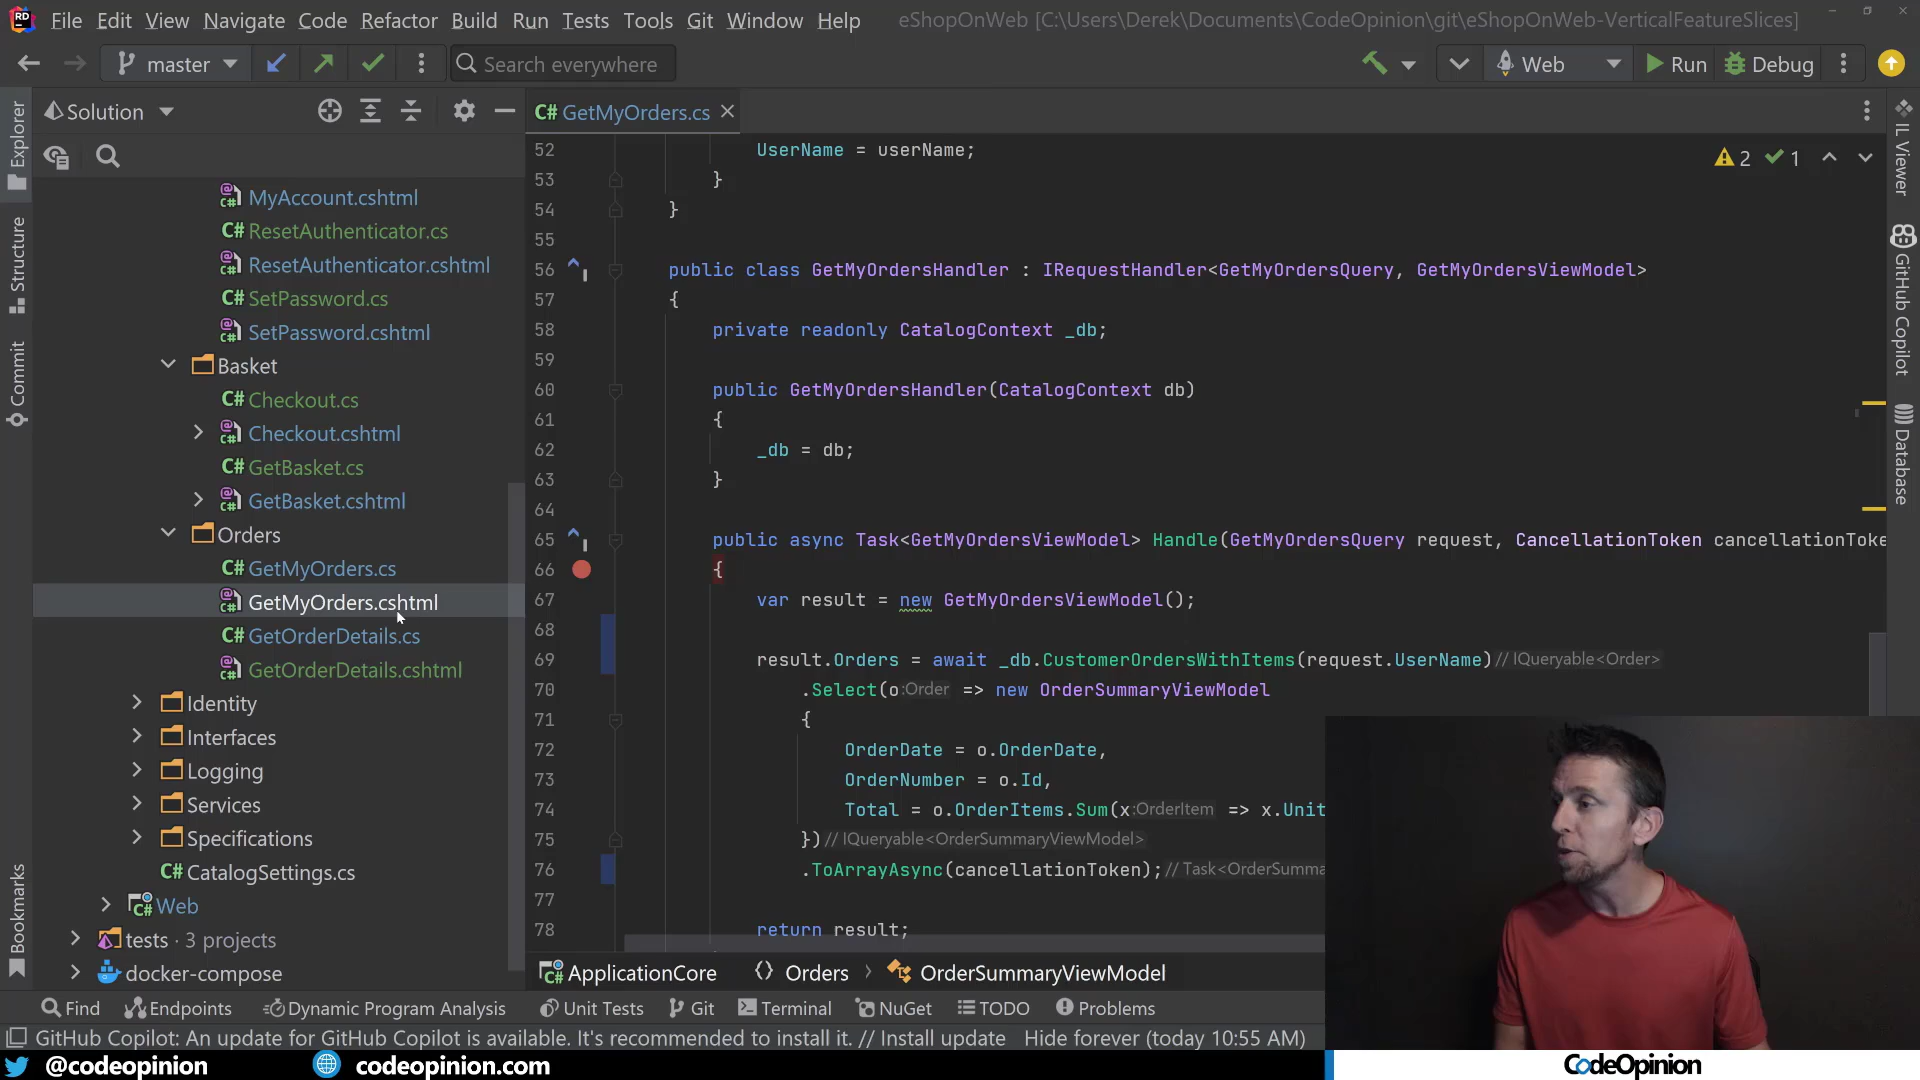 File Edit View Navigate Code Refactor Build Run Tests Tools Git Window Help eShopOnWeb [C:\Users\Derek\Documents\CodeOpinion\git\eShopOnWeb-VerticalFeatureSlices]
master Search everywhere Web Run Debug
Solution
C# GetMyOrders.cs
Explorer
Structure
Commit
Bookmarks
MyAccount.cshtml
C# ResetAuthenticator.cs
ResetAuthenticator.cshtml
C# SetPassword.cs
SetPassword.cshtml
Basket
C# Checkout.cs
Checkout.cshtml
C# GetBasket.cs
GetBasket.cshtml
Orders
C# GetMyOrders.cs
GetMyOrders.cshtml
C# GetOrderDetails.cs
GetOrderDetails.cshtml
Identity
Interfaces
Logging
Services
Specifications
C# CatalogSettings.cs
Web
tests · 3 projects
docker-compose
2 1
52 UserName = userName;
53 }
54 }
55
56 public class GetMyOrdersHandler : IRequestHandler<GetMyOrdersQuery, GetMyOrdersViewModel>
57 {
58 private readonly CatalogContext _db;
59
60 public GetMyOrdersHandler(CatalogContext db)
61 {
62 _db = db;
63 }
64
65 public async Task<GetMyOrdersViewModel> Handle(GetMyOrdersQuery request, CancellationToken cancellationToke
66 {
67 var result = new GetMyOrdersViewModel();
68
69 result.Orders = await _db.CustomerOrdersWithItems(request.UserName) // IQueryable<Order>
70 .Select(o :Order => new OrderSummaryViewModel
71 {
72 OrderDate = o.OrderDate,
73 OrderNumber = o.Id,
74 Total = o.OrderItems.Sum(x :OrderItem => x.Unit
75 }) // IQueryable<OrderSummaryViewModel>
76 .ToArrayAsync(cancellationToken); // Task<OrderSumma
77
78 return result;
IL Viewer
GitHub Copilot
Database
ApplicationCore Orders OrderSummaryViewModel
Find Endpoints Dynamic Program Analysis Unit Tests Git Terminal NuGet TODO Problems
GitHub Copilot: An update for GitHub Copilot is available. It's recommended to install it. // Install update Hide forever (today 10:55 AM)
@codeopinion codeopinion.com CodeOpinion